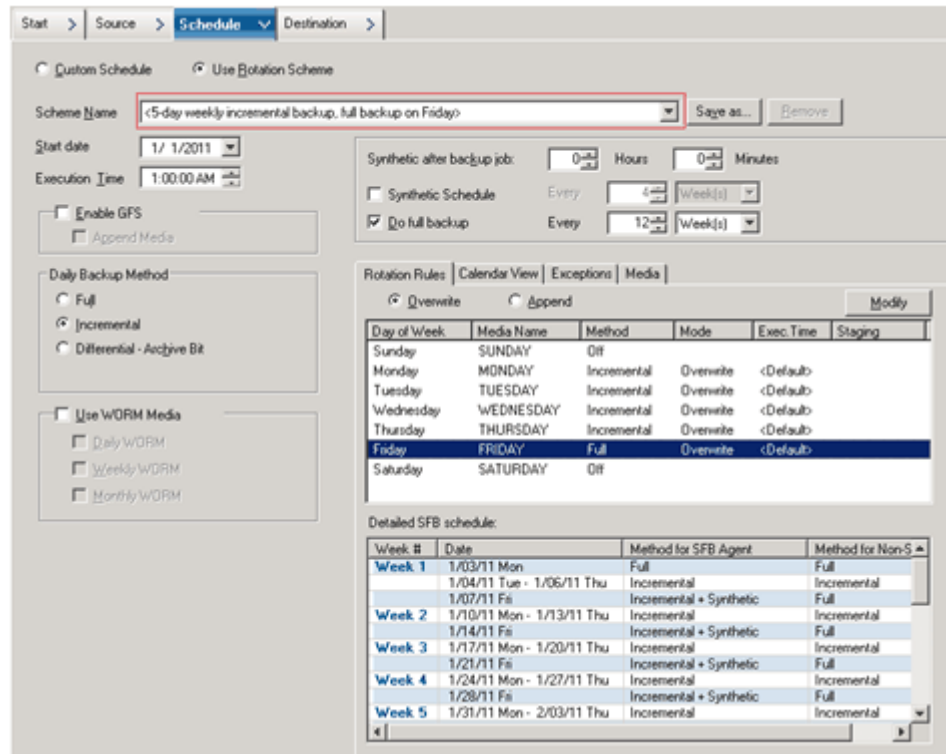 Start > Source > Schedule Destination >
Custom Schedule Use Rotation Scheme
Scheme Name <5-day weekly incremental backup, full backup on Friday> Save as... Remove
Start date 1/ 1/2011
Execution Time 1:00:00 AM
Synthetic after backup job: 0 Hours 0 Minutes
Synthetic Schedule Every 4 Week(s)
Do full backup Every 12 Week(s)
Enable GFS
Append Media
Daily Backup Method
Full
Incremental
Differential - Archive Bit
Use WORM Media
Daily WORM
Weekly WORM
Monthly WORM
Rotation Rules Calendar View Exceptions Media
Overwrite Append Modify
Day of Week Media Name Method Mode Exec.Time Staging
Sunday SUNDAY Off
Monday MONDAY Incremental Overwrite <Default>
Tuesday TUESDAY Incremental Overwrite <Default>
Wednesday WEDNESDAY Incremental Overwrite <Default>
Thursday THURSDAY Incremental Overwrite <Default>
Friday FRIDAY Full Overwrite <Default>
Saturday SATURDAY Off
Detailed SFB schedule:
Week # Date Method for SFB Agent Method for Non-S
Week 1 1/03/11 Mon Full Full
1/04/11 Tue - 1/06/11 Thu Incremental Incremental
1/07/11 Fri Incremental + Synthetic Full
Week 2 1/10/11 Mon - 1/13/11 Thu Incremental Incremental
1/14/11 Fri Incremental + Synthetic Full
Week 3 1/17/11 Mon - 1/20/11 Thu Incremental Incremental
1/21/11 Fri Incremental + Synthetic Full
Week 4 1/24/11 Mon - 1/27/11 Thu Incremental Incremental
1/28/11 Fri Incremental + Synthetic Full
Week 5 1/31/11 Mon - 2/03/11 Thu Incremental Incremental